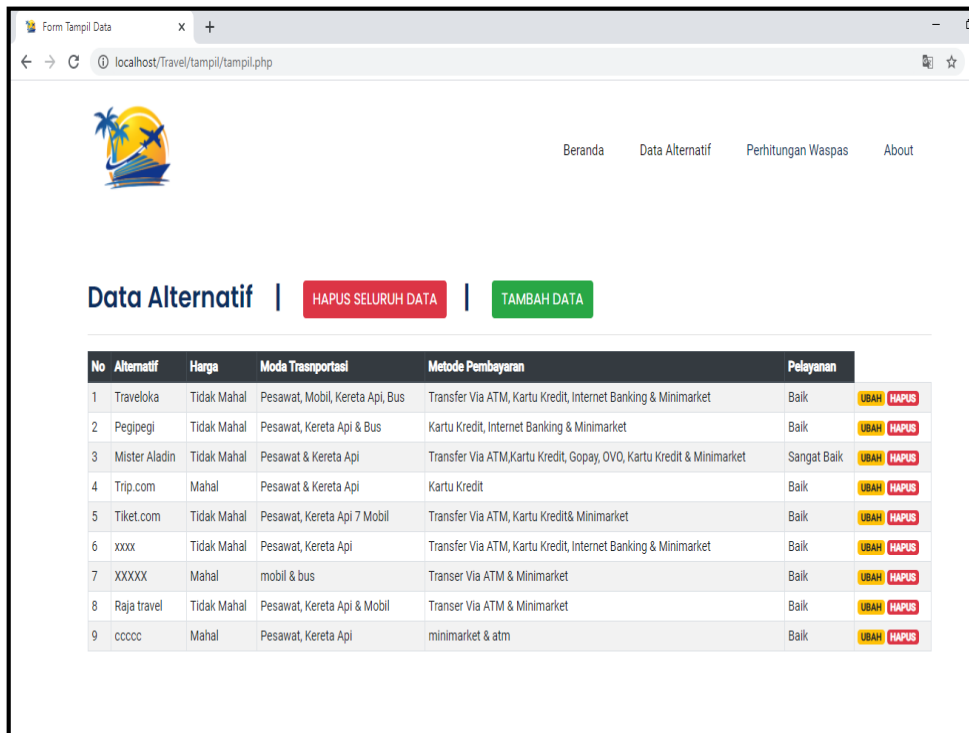 Form Tampil Data
localhost/Travel/tampil/tampil.php
Beranda Data Alternatif Perhitungan Waspas About
Data Alternatif | HAPUS SELURUH DATA | TAMBAH DATA
No Alternatif Harga Moda Trasnportasi Metode Pembayaran Pelayanan
1 Traveloka Tidak Mahal Pesawat, Mobil, Kereta Api, Bus Transfer Via ATM, Kartu Kredit, Internet Banking & Minimarket Baik UBAH HAPUS
2 Pegipegi Tidak Mahal Pesawat, Kereta Api & Bus Kartu Kredit, Internet Banking & Minimarket Baik UBAH HAPUS
3 Mister Aladin Tidak Mahal Pesawat & Kereta Api Transfer Via ATM,Kartu Kredit, Gopay, OVO, Kartu Kredit & Minimarket Sangat Baik UBAH HAPUS
4 Trip.com Mahal Pesawat & Kereta Api Kartu Kredit Baik UBAH HAPUS
5 Tiket.com Tidak Mahal Pesawat, Kereta Api 7 Mobil Transfer Via ATM, Kartu Kredit& Minimarket Baik UBAH HAPUS
6 xxxx Tidak Mahal Pesawat, Kereta Api Transfer Via ATM, Kartu Kredit, Internet Banking & Minimarket Baik UBAH HAPUS
7 XXXXX Mahal mobil & bus Transer Via ATM & Minimarket Baik UBAH HAPUS
8 Raja travel Tidak Mahal Pesawat, Kereta Api & Mobil Transer Via ATM & Minimarket Baik UBAH HAPUS
9 ccccc Mahal Pesawat, Kereta Api minimarket & atm Baik UBAH HAPUS